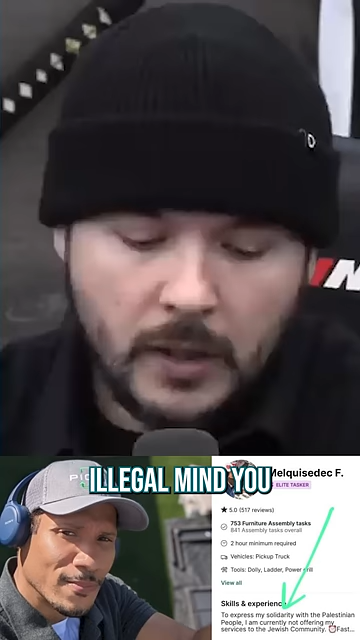 ILLEGAL MIND YOU
Melquisedec F.
ELITE TASKER
★ 5.0 (517 reviews)
753 Furniture Assembly tasks
841 Assembly tasks overall
2 hour minimum required
Vehicles: Pickup Truck
Tools: Dolly, Ladder, Power drill
View all
Skills & experience
To express my solidarity with the Palestinian
People, I am currently not offering my
services to the Jewish Community. ⏰Fast...